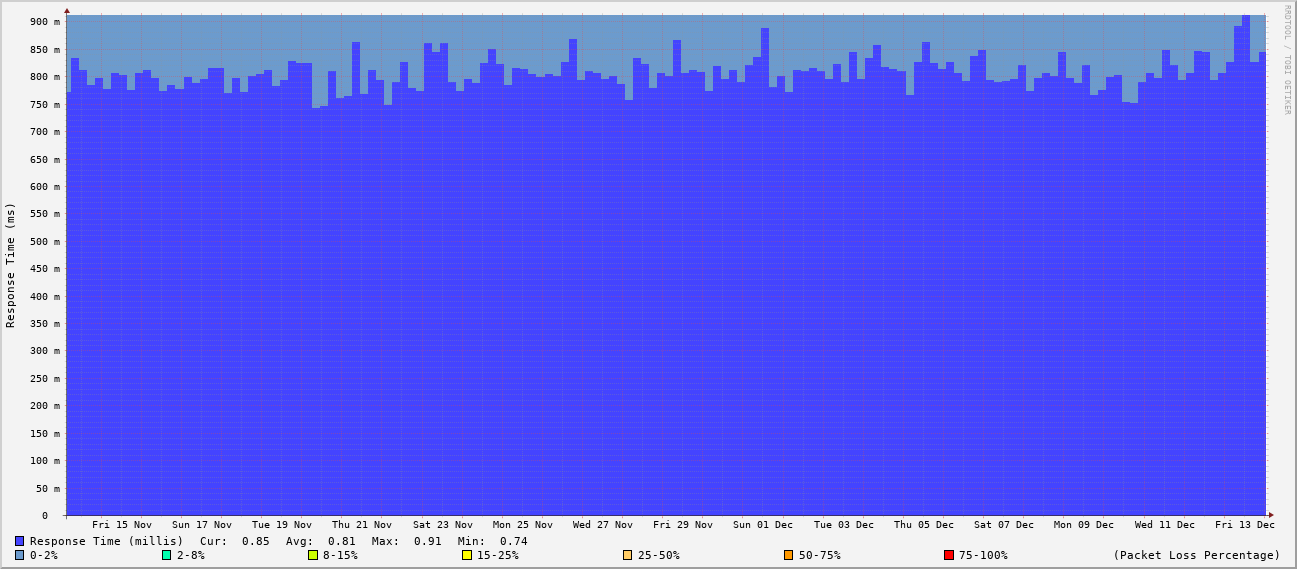 900 m
850 m
800 m
750 m
700 m
650 m
600 m
550 m
500 m
450 m
400 m
350 m
300 m
250 m
200 m
150 m
100 m
50 m
0
Response Time (ms)
RRDTOOL / TOBI OETIKER
Fri 15 Nov Sun 17 Nov Tue 19 Nov Thu 21 Nov Sat 23 Nov Mon 25 Nov Wed 27 Nov Fri 29 Nov Sun 01 Dec Tue 03 Dec Thu 05 Dec Sat 07 Dec Mon 09 Dec Wed 11 Dec Fri 13 Dec
Response Time (millis) Cur: 0.85 Avg: 0.81 Max: 0.91 Min: 0.74
0-2% 2-8% 8-15% 15-25% 25-50% 50-75% 75-100% (Packet Loss Percentage)